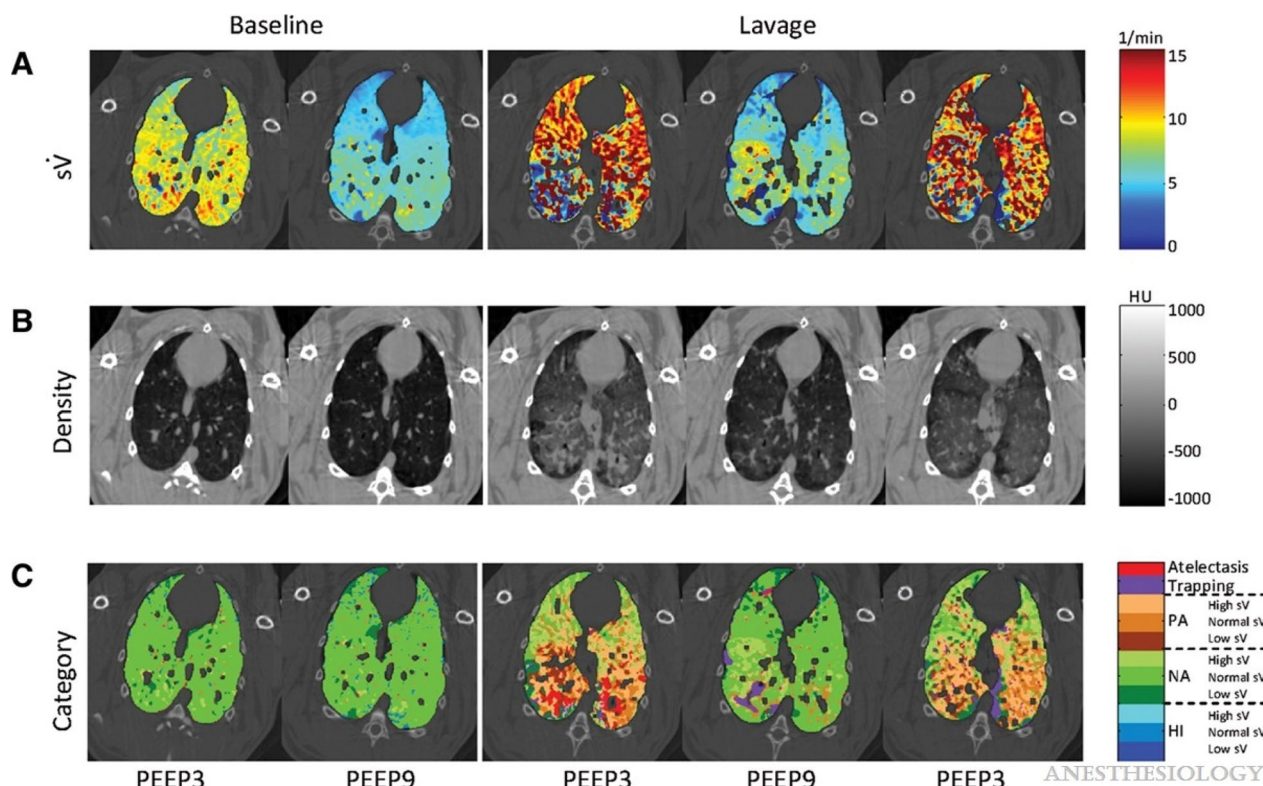 Baseline
Lavage
A
sV̇
1/min
15
10
5
0
B
Density
HU
1000
500
0
-500
-1000
C
Category
Atelectasis
Trapping
PA
High sV
Normal sV
Low sV
NA
High sV
Normal sV
Low sV
HI
High sV
Normal sV
Low sV
PEEP3
PEEP9
PEEP3
PEEP9
PEEP3
ANESTHESIOLOGY